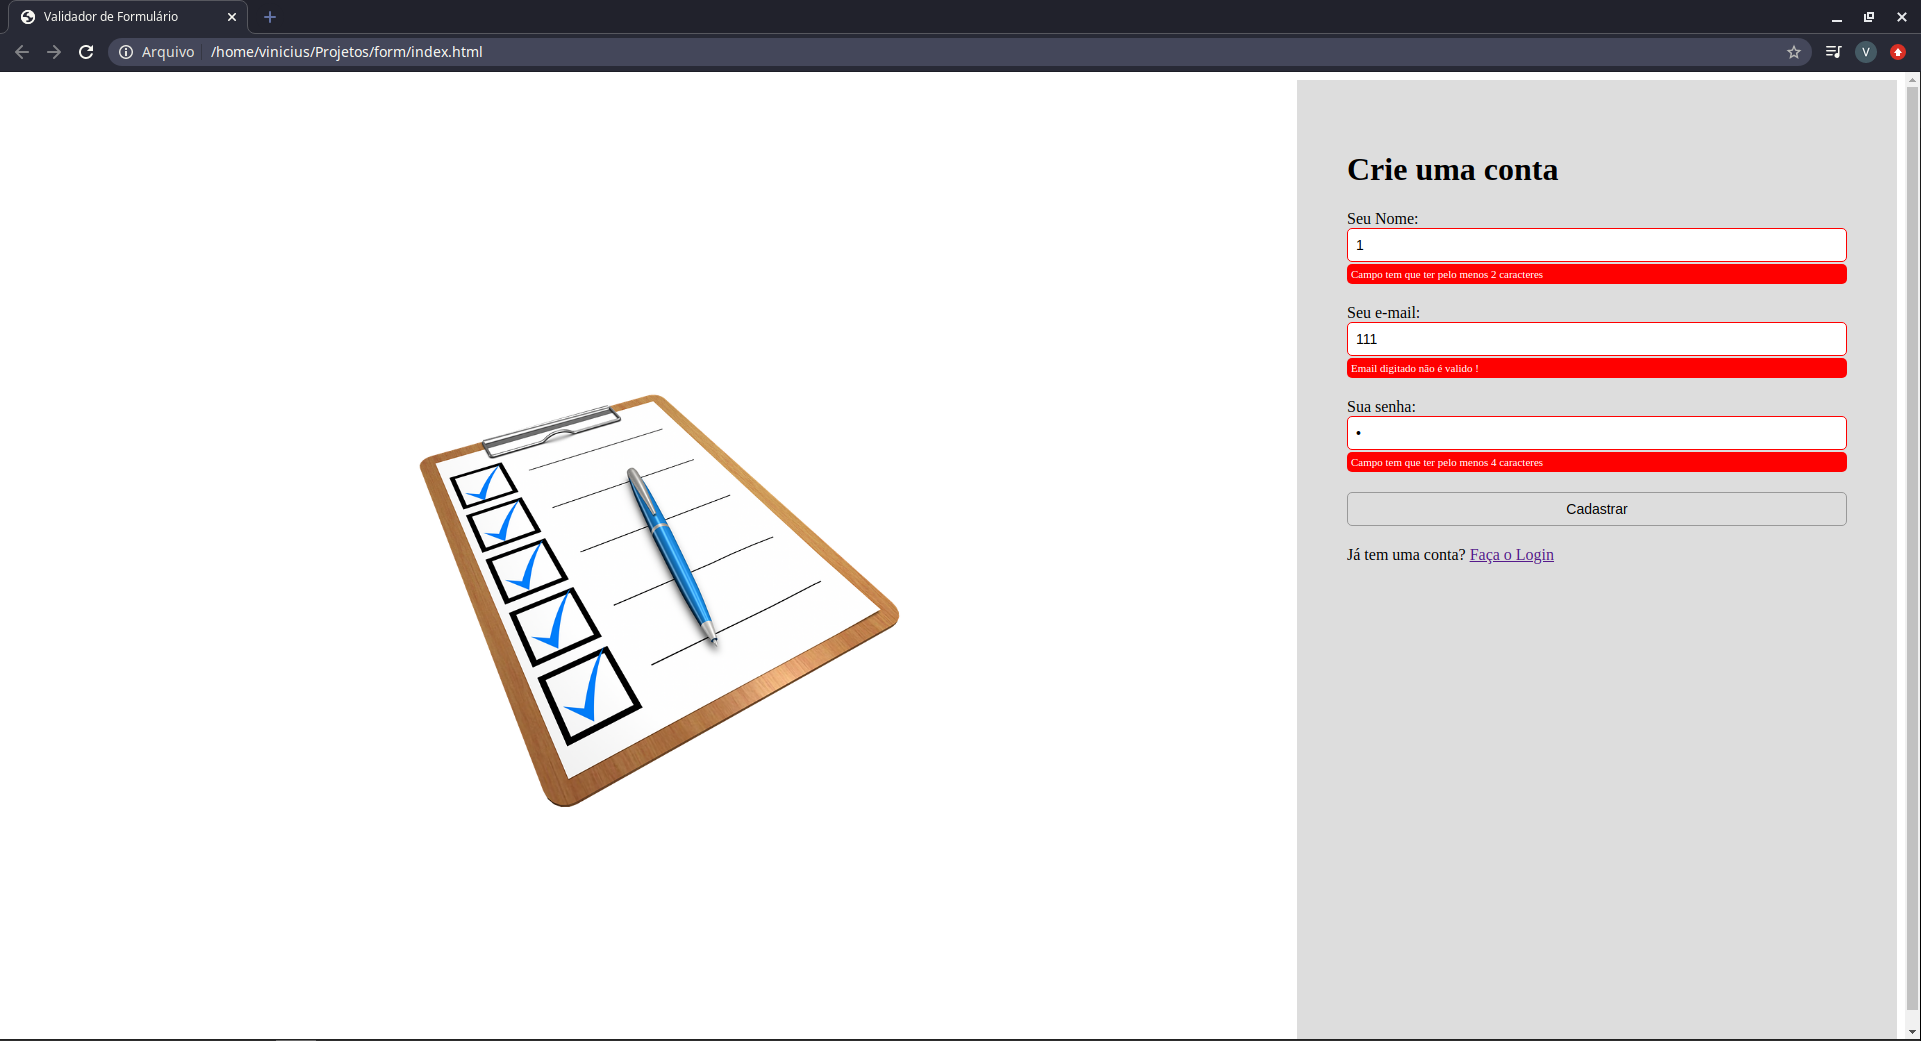 Validador de Formulário
Arquivo /home/vinicius/Projetos/form/index.html
V
Crie uma conta
Seu Nome:
1
Campo tem que ter pelo menos 2 caracteres
Seu e-mail:
111
Email digitado não é valido !
Sua senha:
•
Campo tem que ter pelo menos 4 caracteres
Cadastrar
Já tem uma conta? Faça o Login